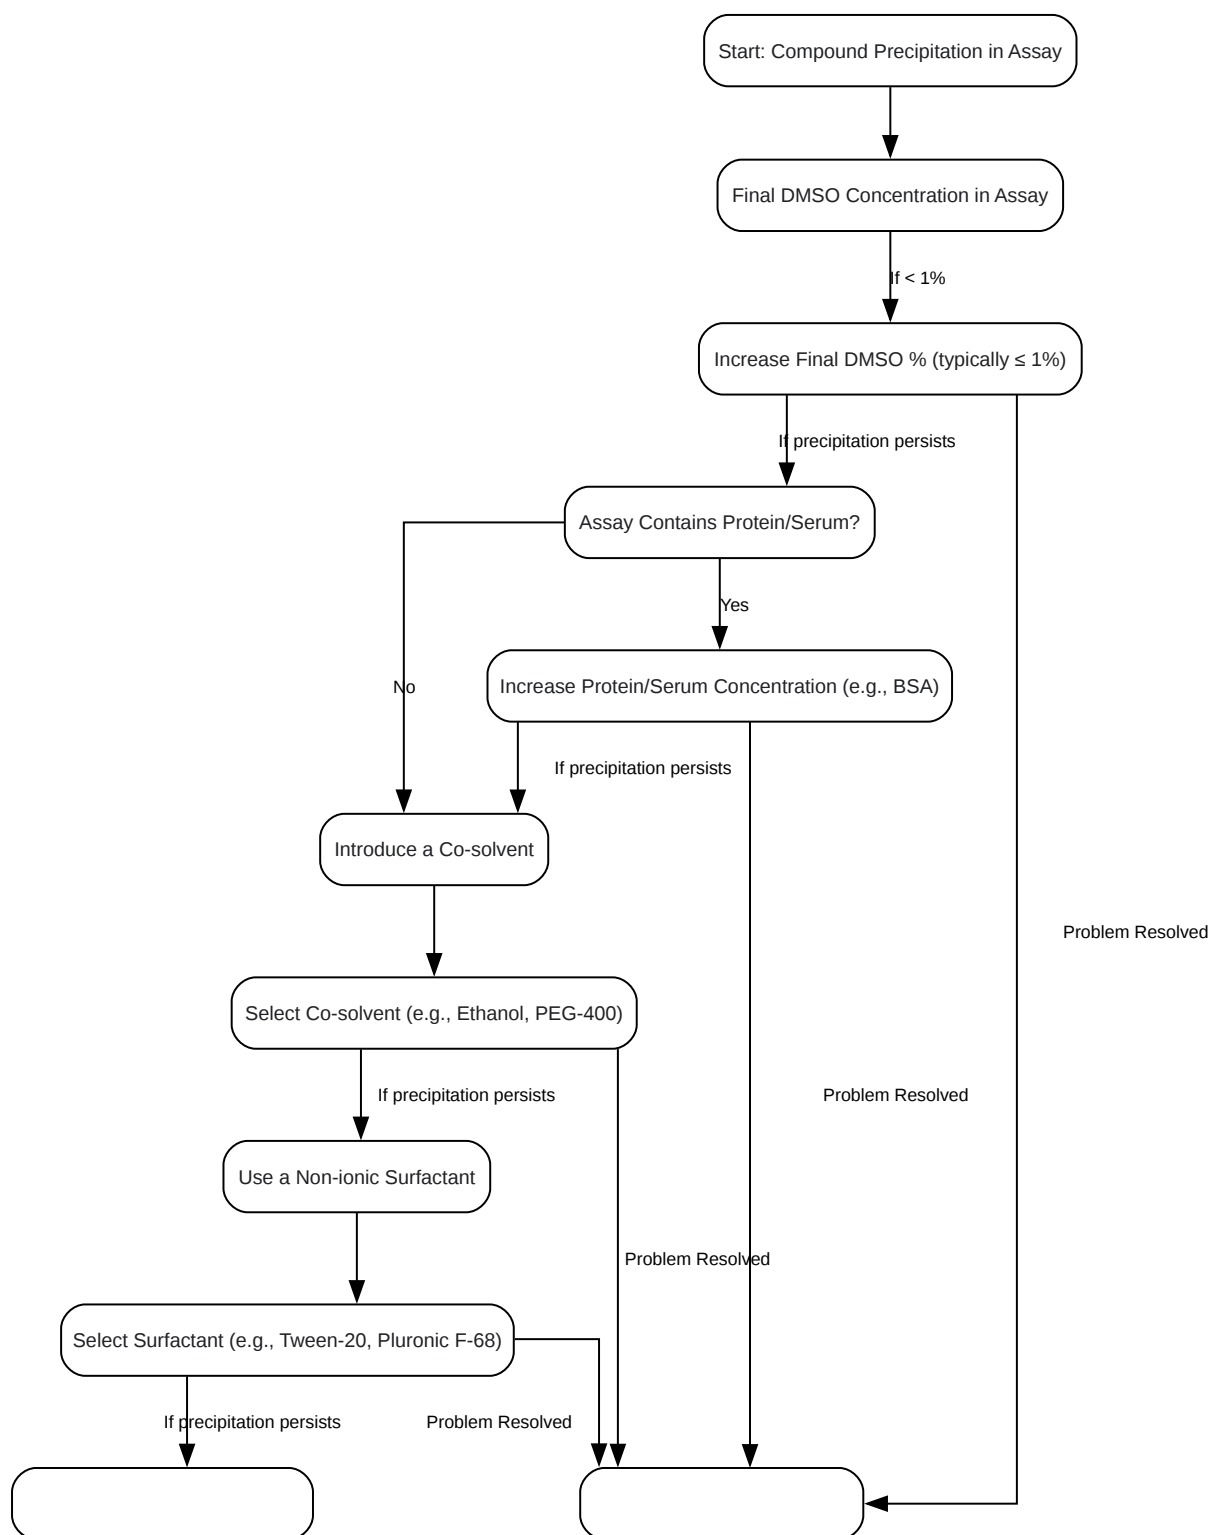 Start: Compound Precipitation in Assay
Final DMSO Concentration in Assay
If < 1%
Increase Final DMSO % (typically ≤ 1%)
If precipitation persists
Assay Contains Protein/Serum?
Yes
Increase Protein/Serum Concentration (e.g., BSA)
No
If precipitation persists
Introduce a Co-solvent
Problem Resolved
Select Co-solvent (e.g., Ethanol, PEG-400)
If precipitation persists
Problem Resolved
Use a Non-ionic Surfactant
Problem Resolved
Select Surfactant (e.g., Tween-20, Pluronic F-68)
If precipitation persists
Problem Resolved